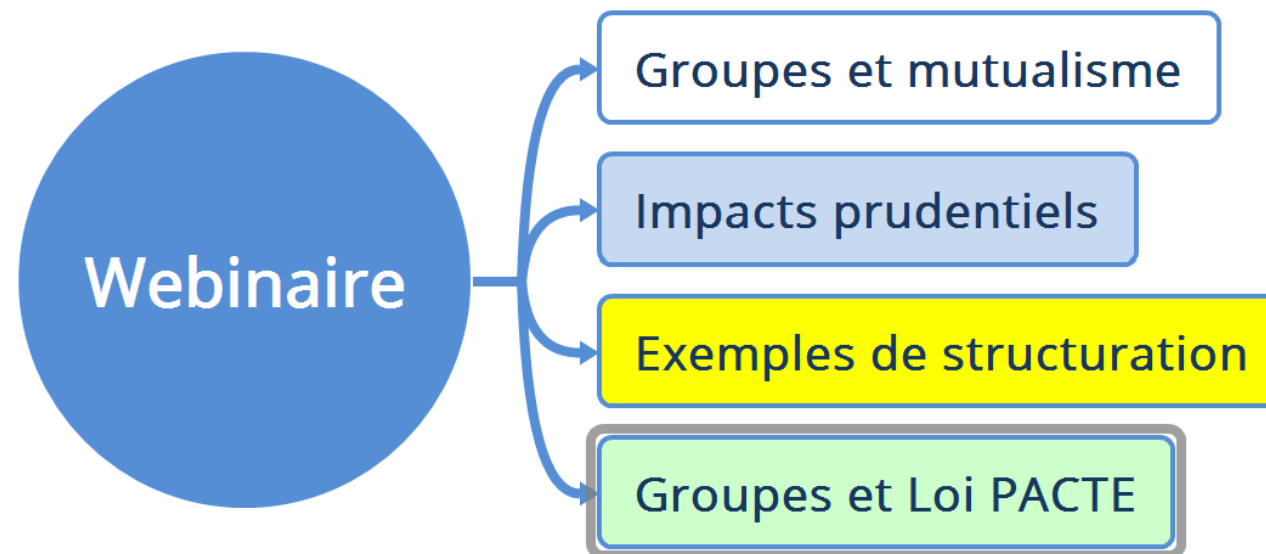 Webinaire
Groupes et mutualisme
Impacts prudentiels
Exemples de structuration
Groupes et Loi PACTE